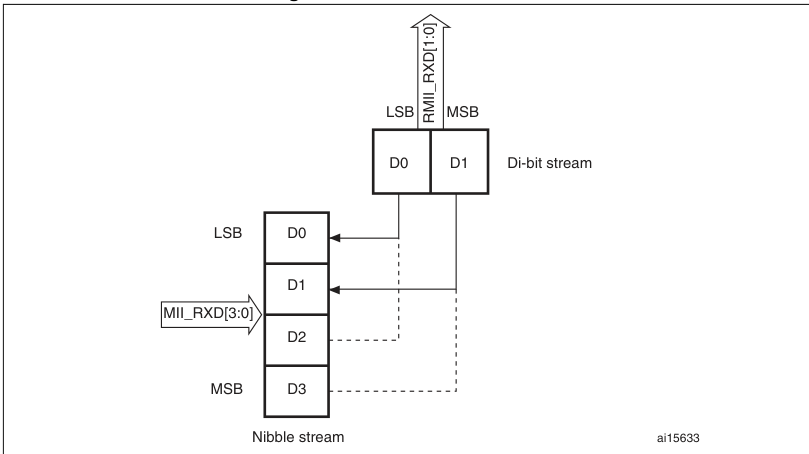 RMII_RXD[1:0]
LSB MSB
D0 D1 Di-bit stream
LSB D0
D1
MII_RXD[3:0]
D2
MSB D3
Nibble stream
ai15633